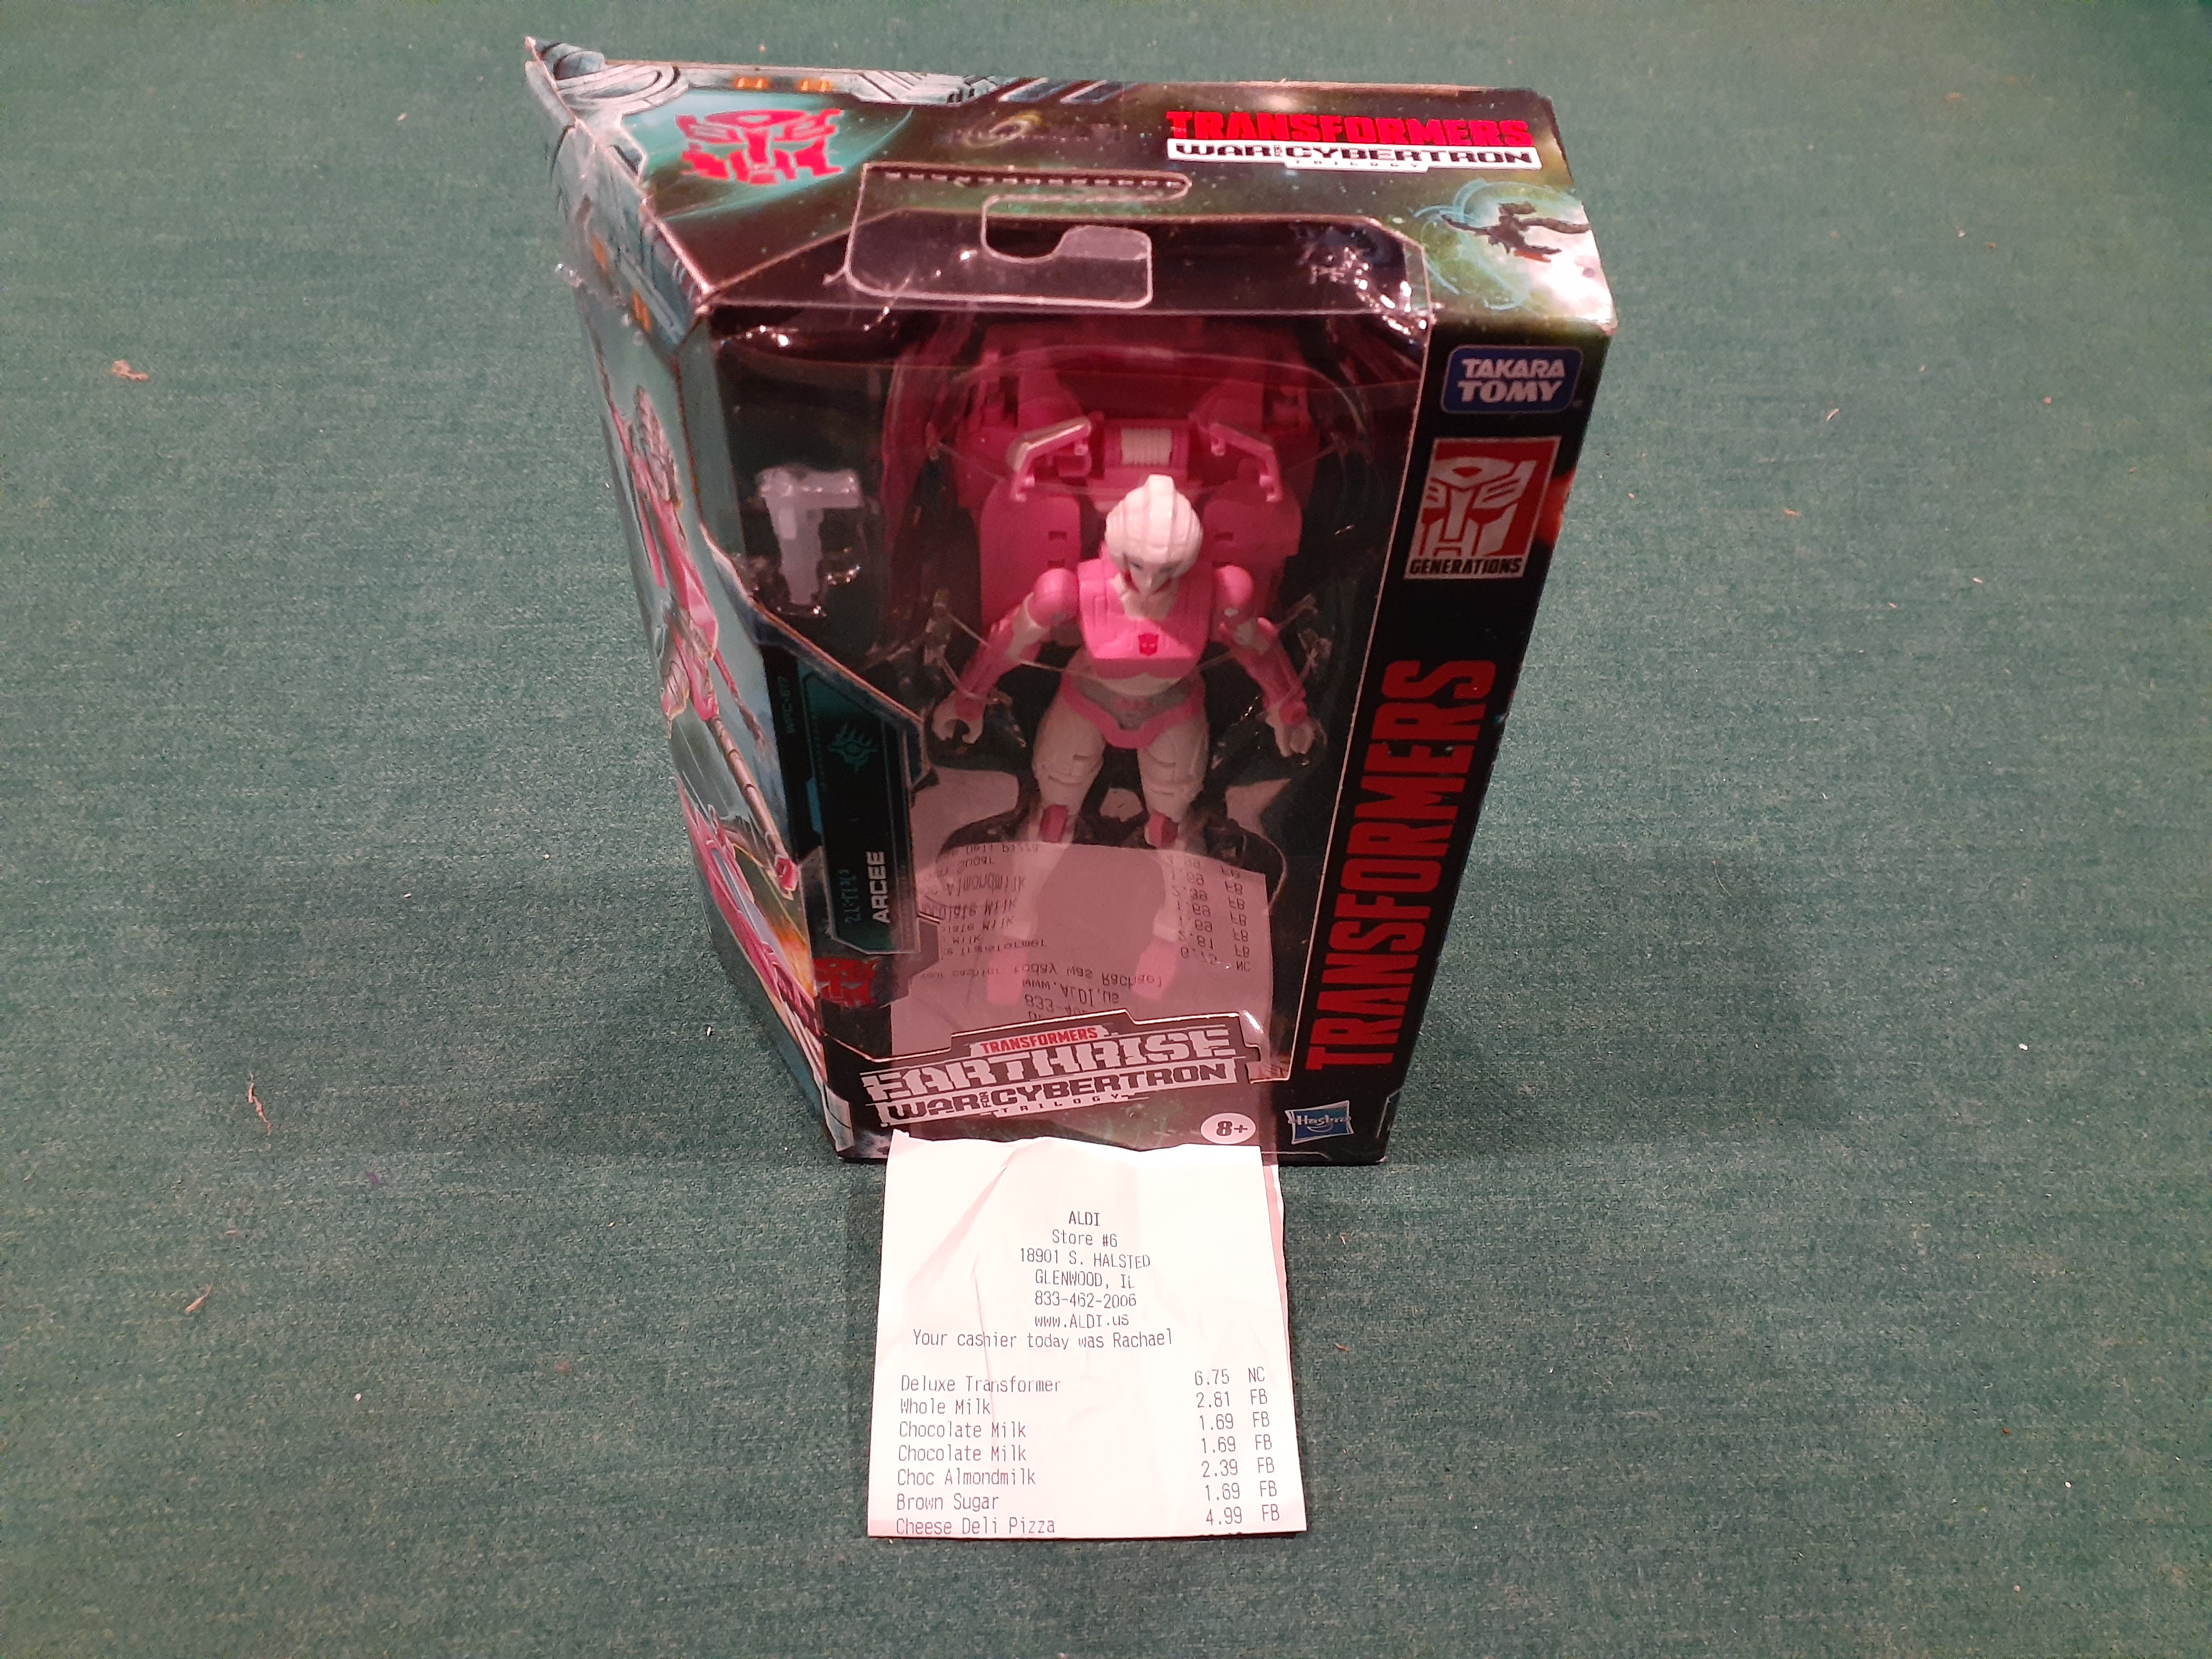 TRANSFORMERS
WAR FOR CYBERTRON
TRILOGY
TAKARA
TOMY
GENERATIONS
TRANSFORMERS
WFC-E17
ARCEE
TRANSFORMERS
EARTHRISE
WAR FOR CYBERTRON
TRILOGY
8+
Hasbro
ALDI
Store #6
18901 S. HALSTED
GLENWOOD, IL
833-462-2006
www.ALDI.us
Your cashier today was Rachael
Deluxe Transformer 6.75 NC
Whole Milk 2.81 FB
Chocolate Milk 1.69 FB
Chocolate Milk 1.69 FB
Choc Almondmilk 2.39 FB
Brown Sugar 1.69 FB
Cheese Deli Pizza 4.99 FB